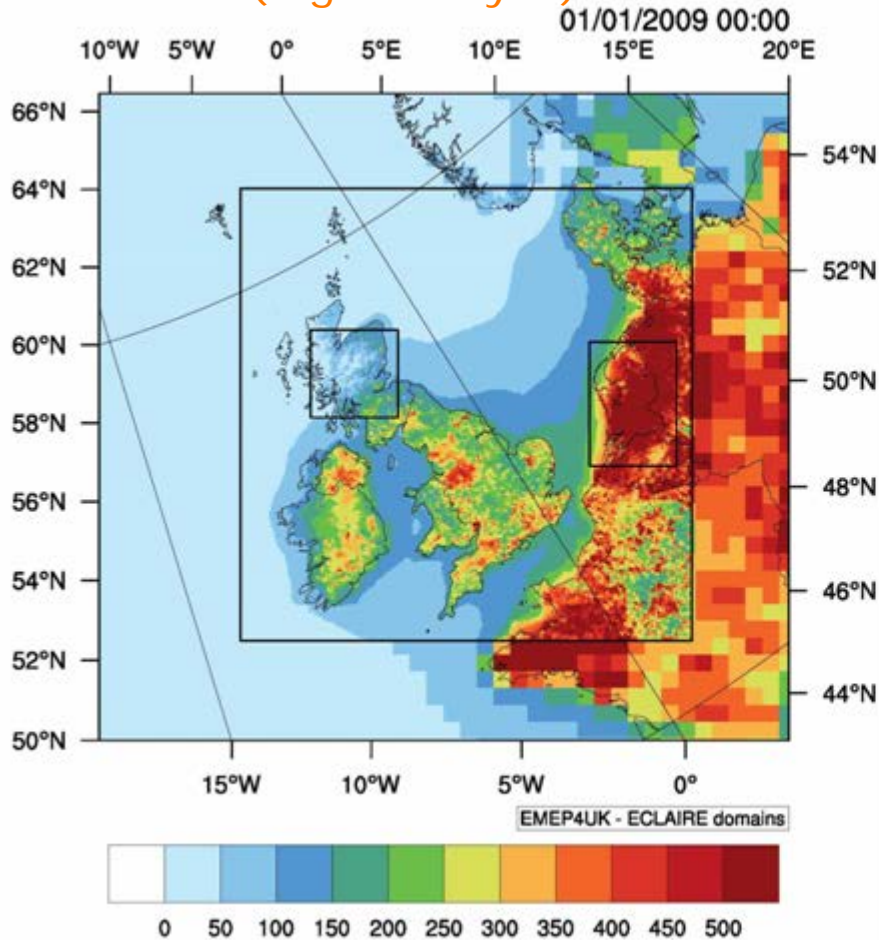 01/01/2009 00:00
10°W 5°W 0° 5°E 10°E 15°E 20°E
66°N
64°N
62°N
60°N
58°N
56°N
54°N
52°N
50°N
54°N
52°N
50°N
48°N
46°N
44°N
15°W 10°W 5°W 0°
EMEP4UK - ECLAIRE domains
0 50 100 150 200 250 300 350 400 450 500